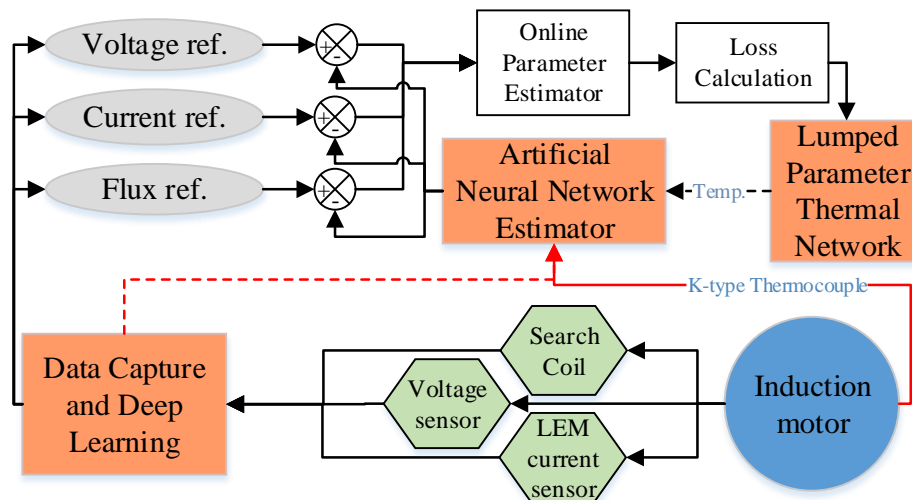 Voltage ref.
Current ref.
Flux ref.
+
-
+
-
+
-
Online
Parameter
Estimator
Loss
Calculation
Artificial
Neural Network
Estimator
Temp.
Lumped
Parameter
Thermal
Network
K-type Thermocouple
Data Capture
and Deep
Learning
Search
Coil
Voltage
sensor
LEM
current
sensor
Induction
motor